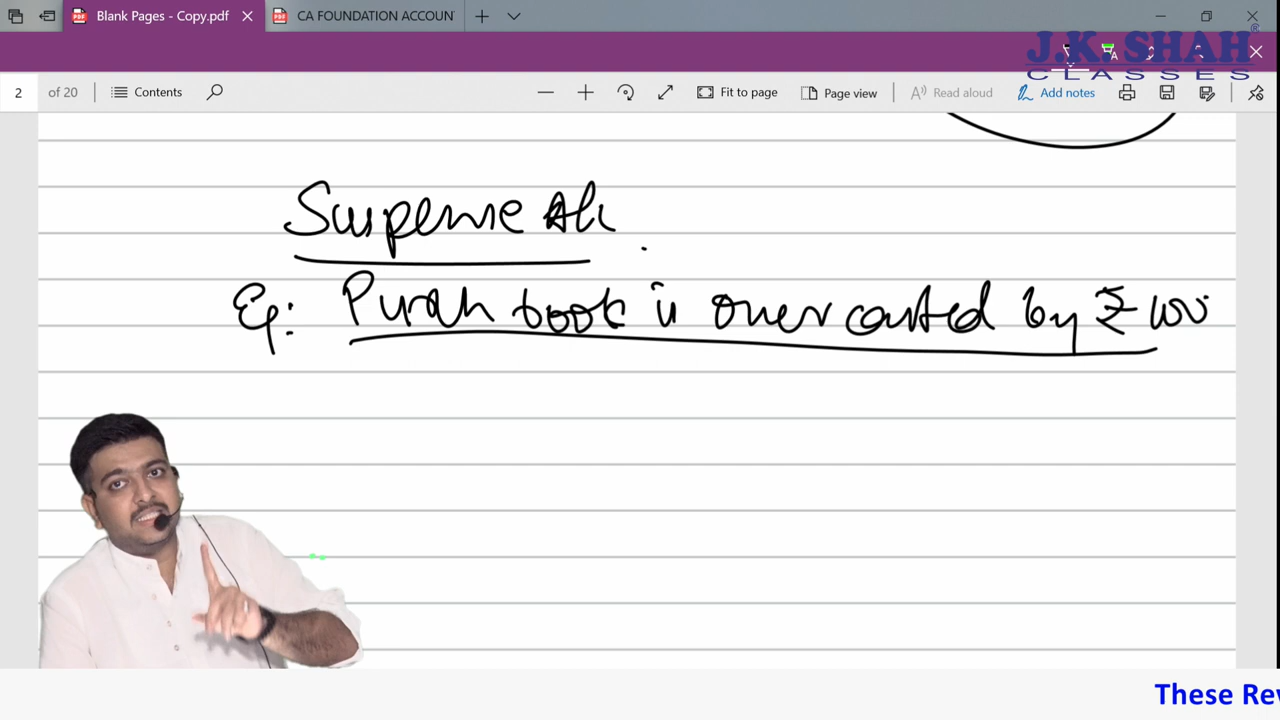 Blank Pages - Copy.pdf
CA FOUNDATION ACCOUN
J.K. SHAH®
CLASSES
2 of 20
Contents
Fit to page
Page view
Read aloud
Add notes
Suspense A/c
Eg: Purch book is overcasted by ₹ 100
These Rev